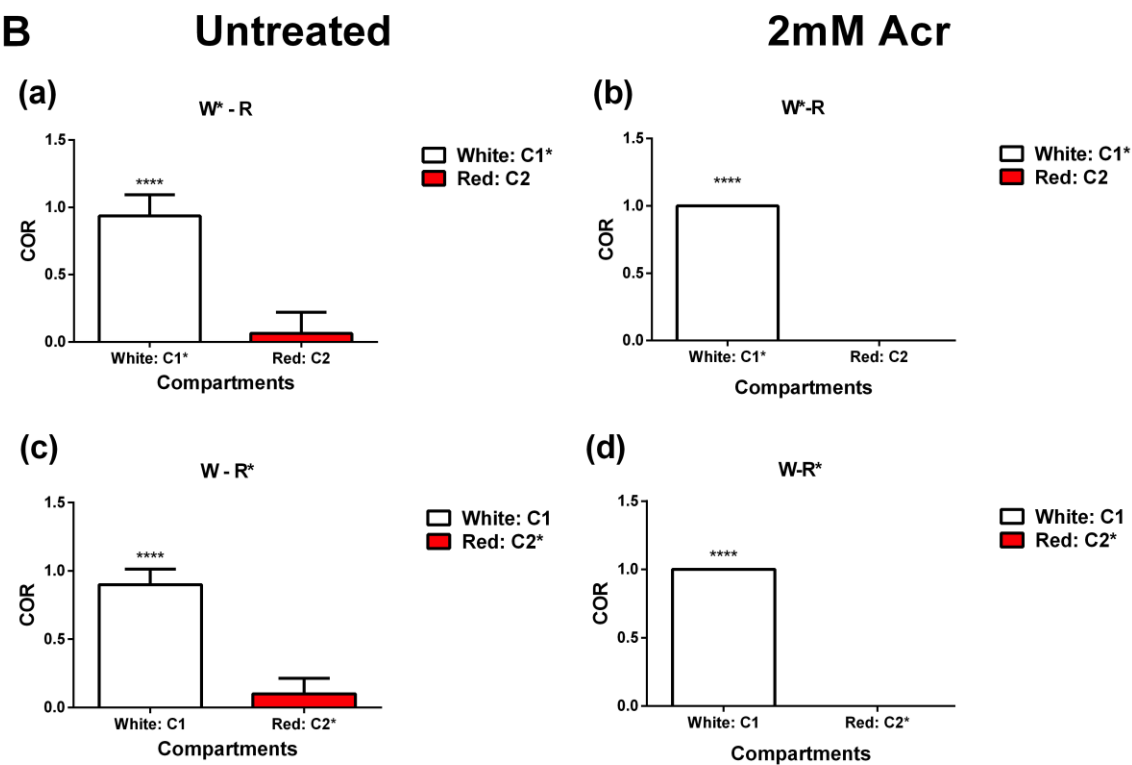 B Untreated 2mM Acr
(a)
W* - R
1.5
1.0
0.5
0.0
COR
****
White: C1* Red: C2
Compartments
White: C1*
Red: C2
(b)
W*-R
1.5
1.0
0.5
0.0
COR
****
White: C1* Red: C2
Compartments
White: C1*
Red: C2
(c)
W - R*
1.5
1.0
0.5
0.0
COR
****
White: C1 Red: C2*
Compartments
White: C1
Red: C2*
(d)
W-R*
1.5
1.0
0.5
0.0
COR
****
White: C1 Red: C2*
Compartments
White: C1
Red: C2*